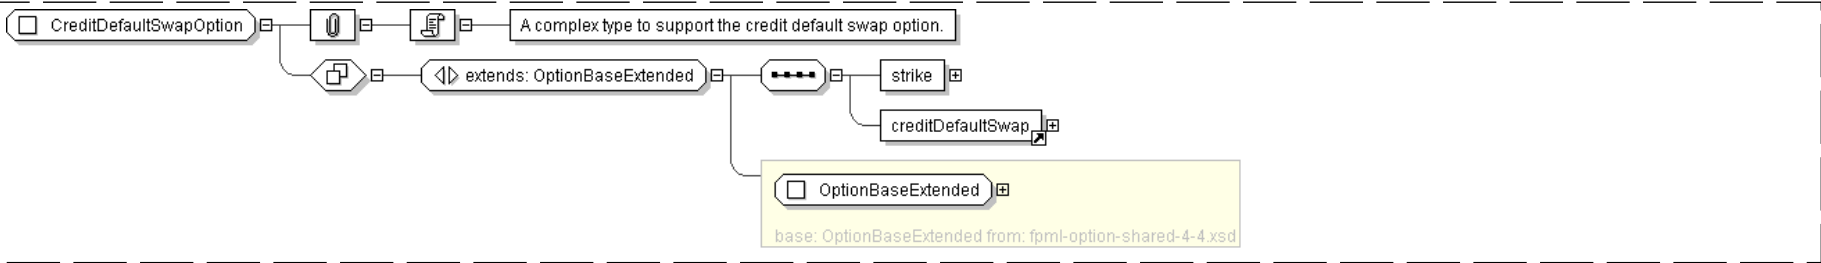 CreditDefaultSwapOption
A complex type to support the credit default swap option.
extends: OptionBaseExtended
strike
creditDefaultSwap
OptionBaseExtended
base: OptionBaseExtended from: fpml-option-shared-4-4.xsd